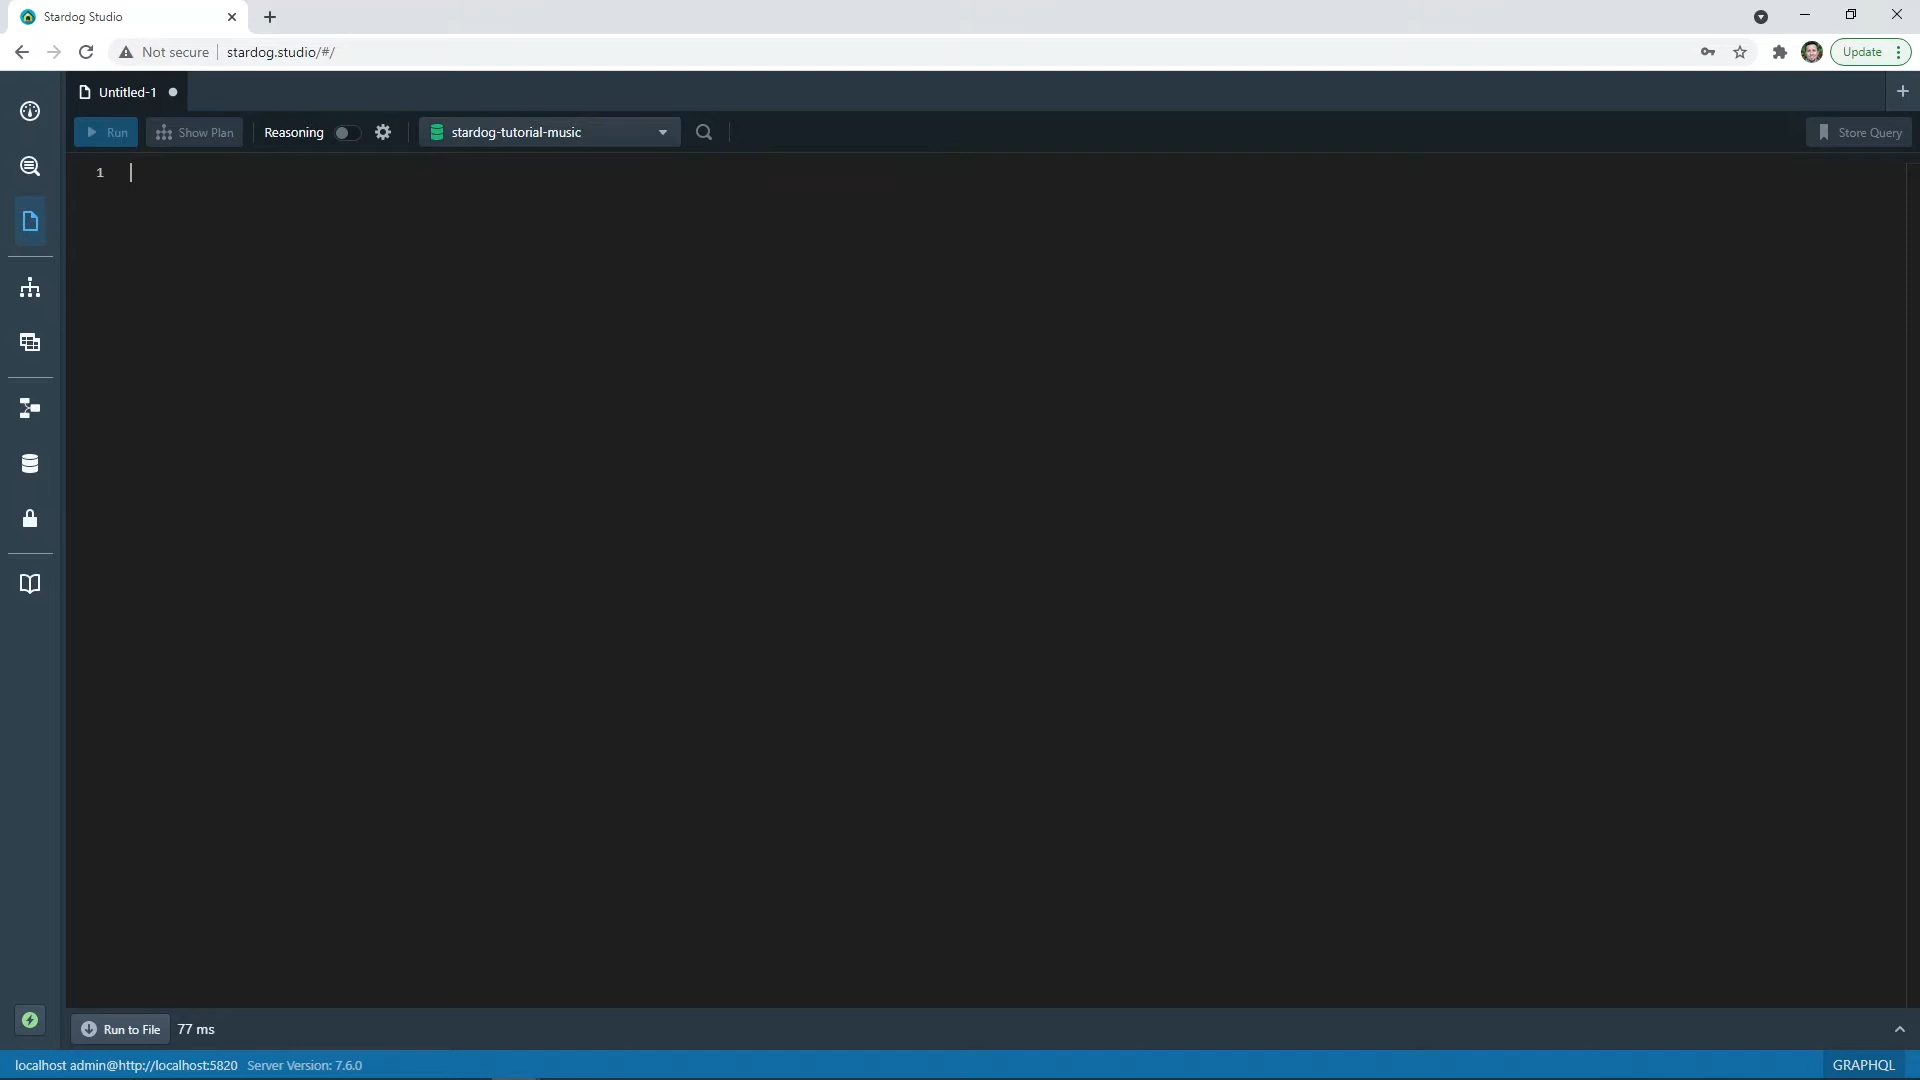 Stardog Studio
Not secure stardog.studio/#/ Update
Untitled-1
Run Show Plan Reasoning stardog-tutorial-music Store Query
1
Run to File 77 ms
localhost admin@http://localhost:5820 Server Version: 7.6.0 GRAPHQL